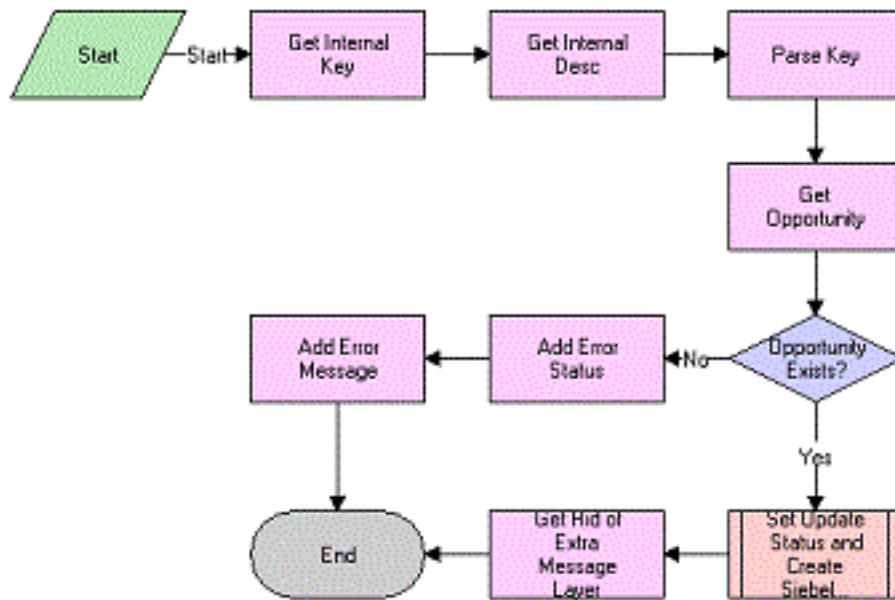 Start
Start
Get Internal
Key
Get Internal
Desc
Parse Key
Get
Opportunity
Add Error
Message
Add Error
Status
No
Opportunity
Exists?
Yes
End
Get Rid of
Extra
Message
Layer
Set Update
Status and
Create
Siebel...